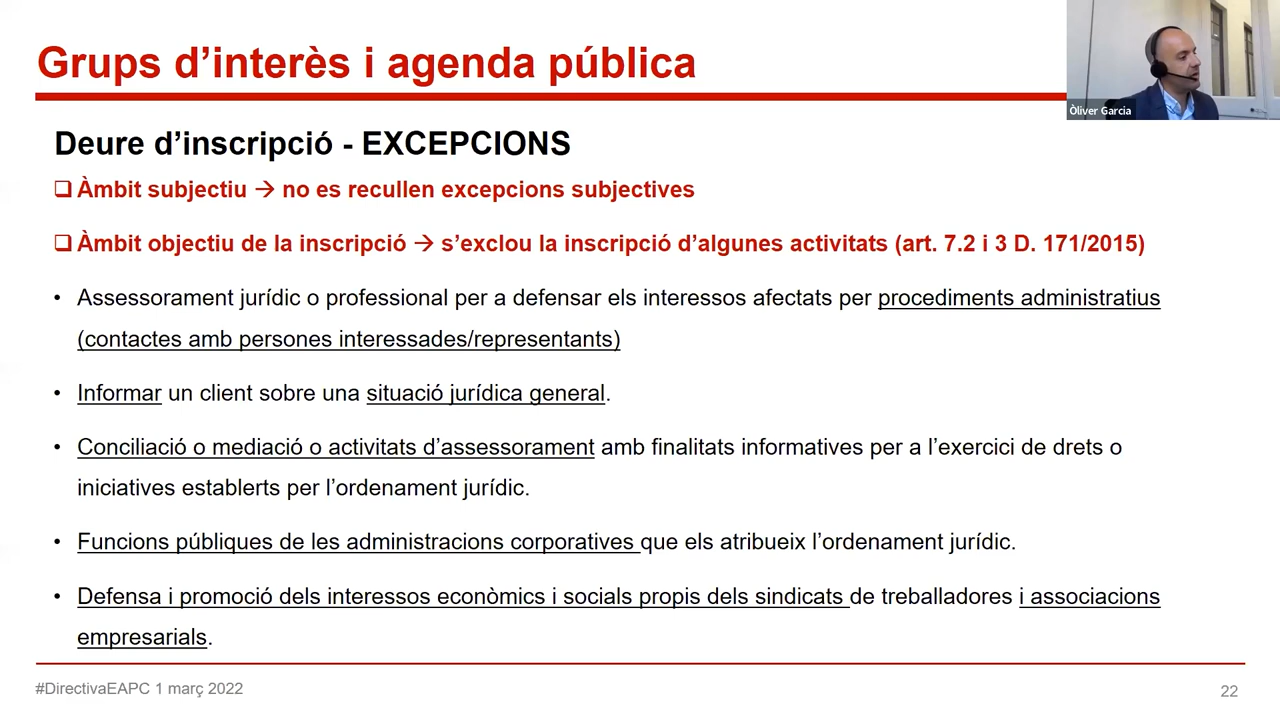 Grups d’interès i agenda pública
Òliver Garcia
Deure d’inscripció - EXCEPCIONS
Àmbit subjectiu → no es recullen excepcions subjectives
Àmbit objectiu de la inscripció → s’exclou la inscripció d’algunes activitats (art. 7.2 i 3 D. 171/2015)
• Assessorament jurídic o professional per a defensar els interessos afectats per procediments administratius
(contactes amb persones interessades/representants)
• Informar un client sobre una situació jurídica general.
• Conciliació o mediació o activitats d’assessorament amb finalitats informatives per a l’exercici de drets o
iniciatives establerts per l’ordenament jurídic.
• Funcions públiques de les administracions corporatives que els atribueix l’ordenament jurídic.
• Defensa i promoció dels interessos econòmics i socials propis dels sindicats de treballadores i associacions
empresarials.
#DirectivaEAPC 1 març 2022
22